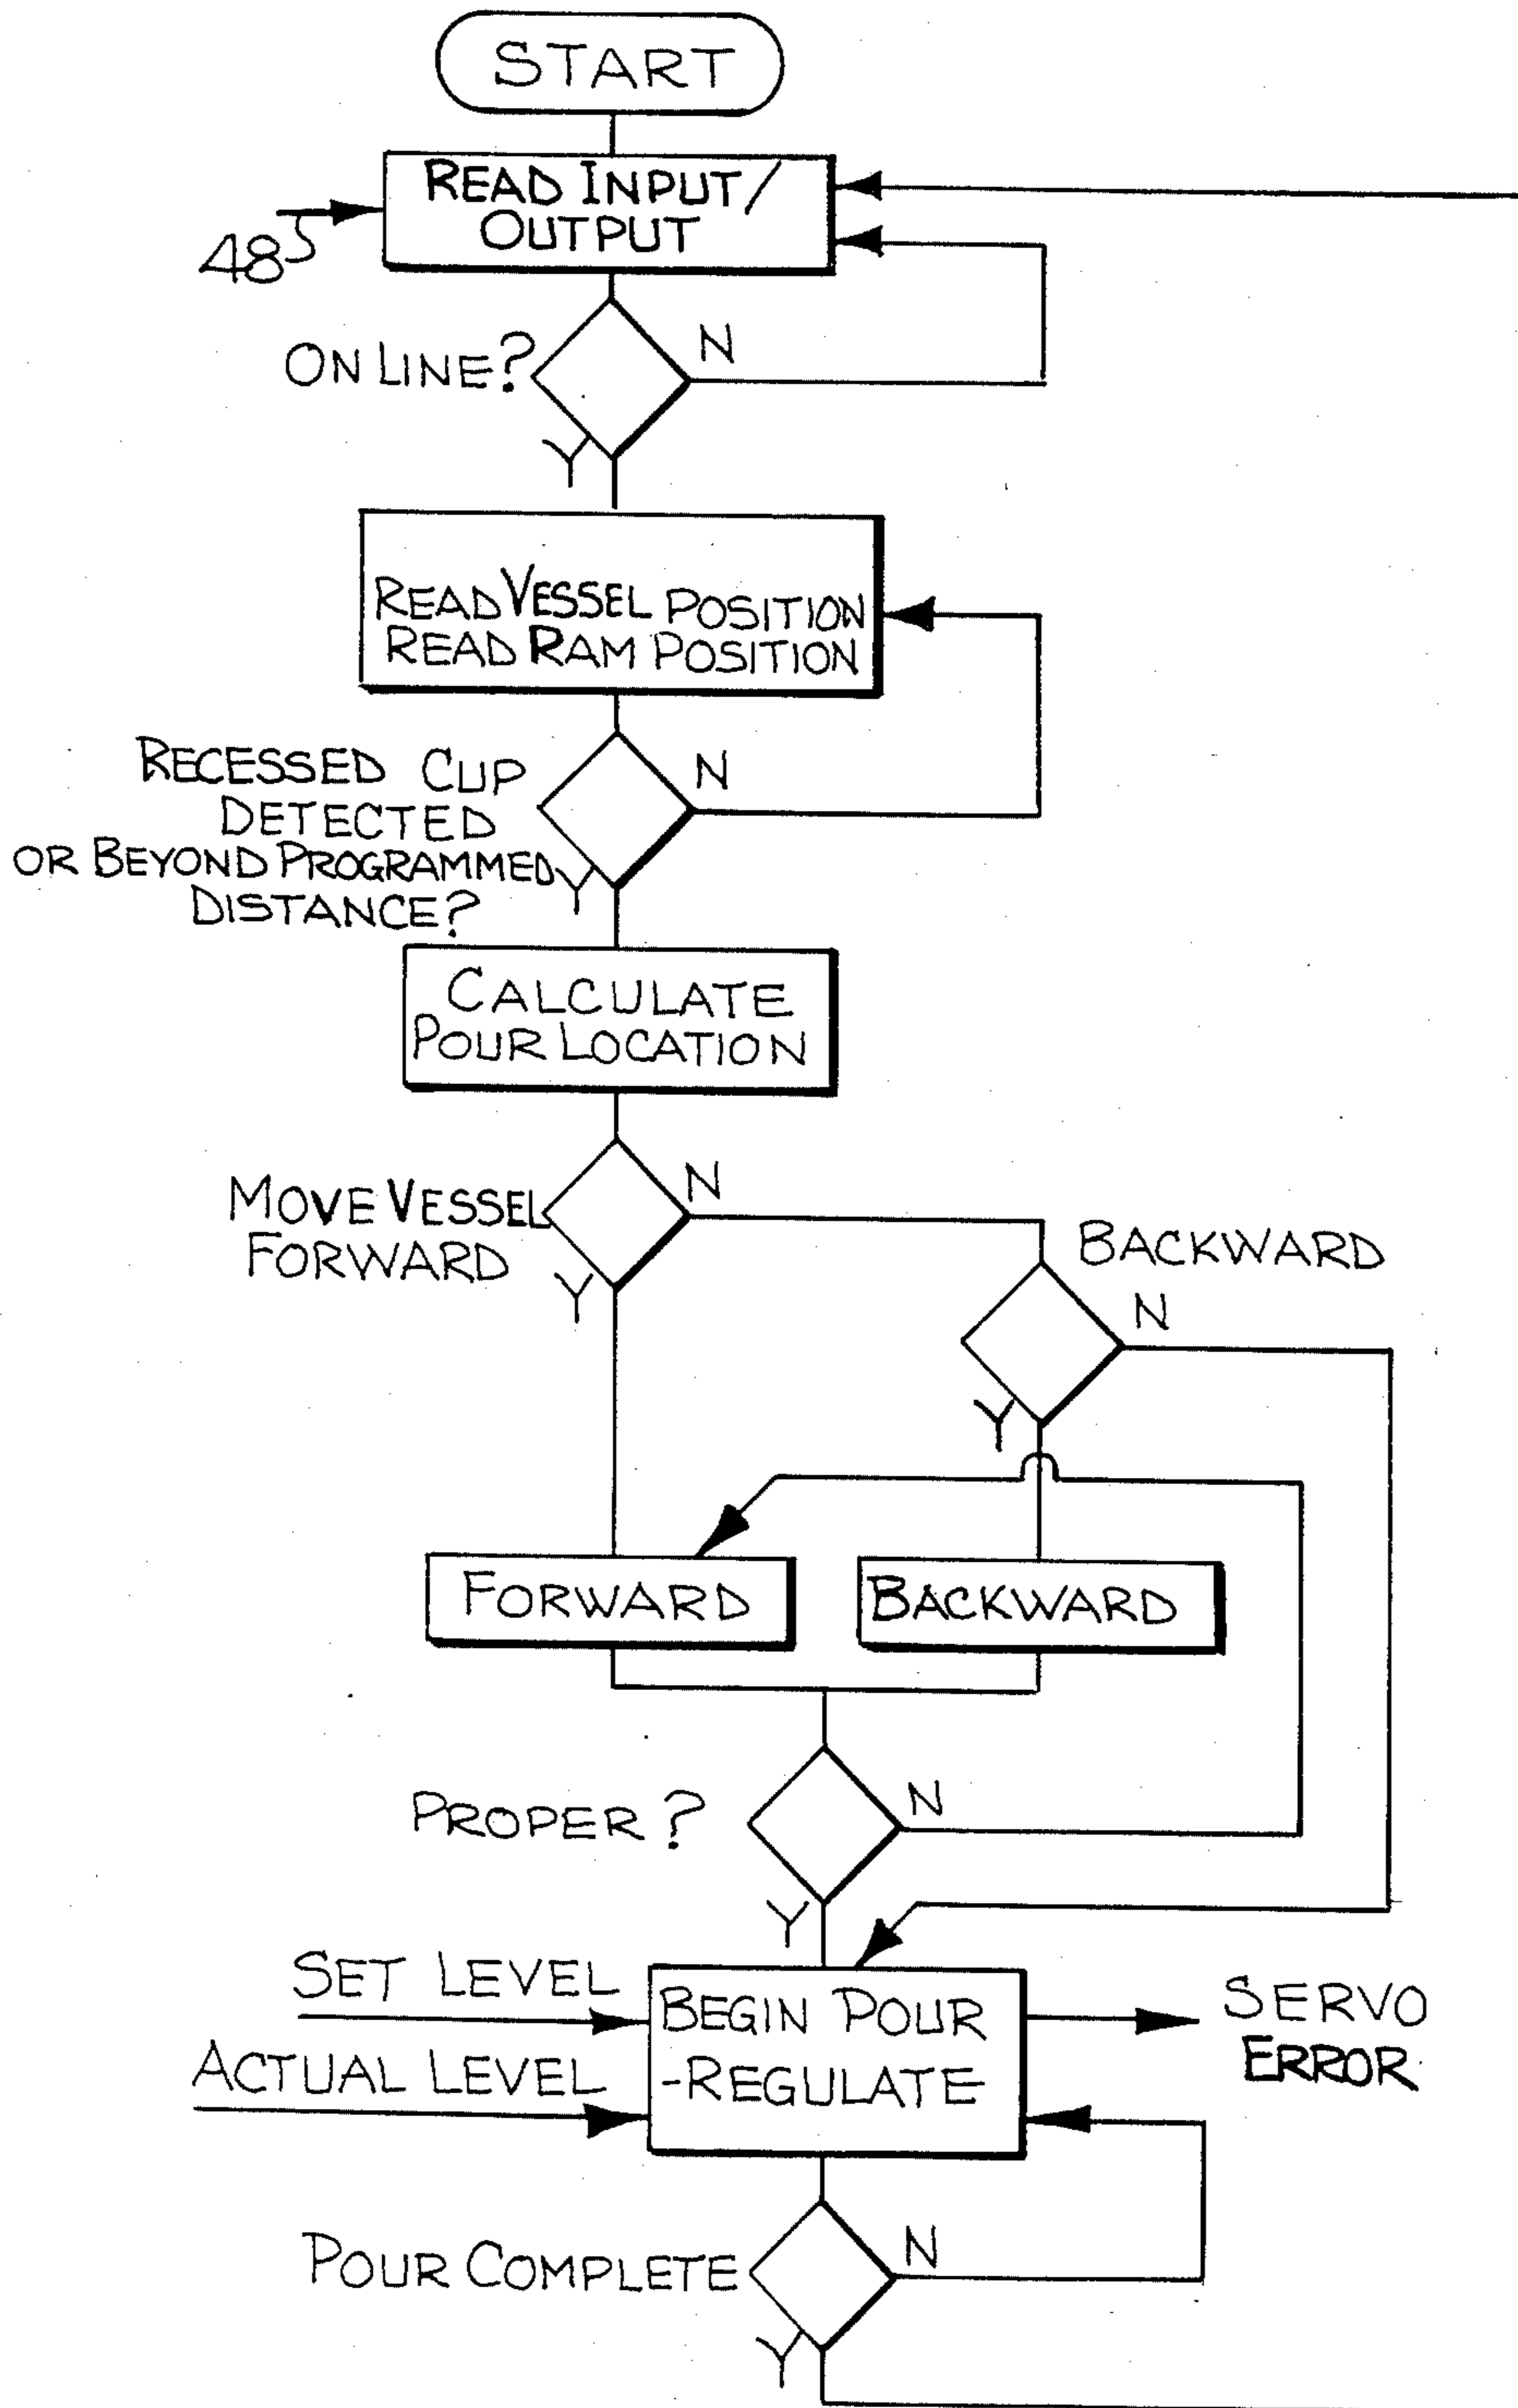 START
READ INPUT/
OUTPUT
48
ON LINE?
N
Y
READ VESSEL POSITION
READ RAM POSITION
RECESSED CUP
DETECTED
OR BEYOND PROGRAMMED
DISTANCE?
N
Y
CALCULATE
POUR LOCATION
MOVE VESSEL
FORWARD
N
Y
BACKWARD
N
Y
FORWARD
BACKWARD
PROPER?
N
Y
SET LEVEL
ACTUAL LEVEL
BEGIN POUR
-REGULATE
SERVO
ERROR
POUR COMPLETE
N
Y